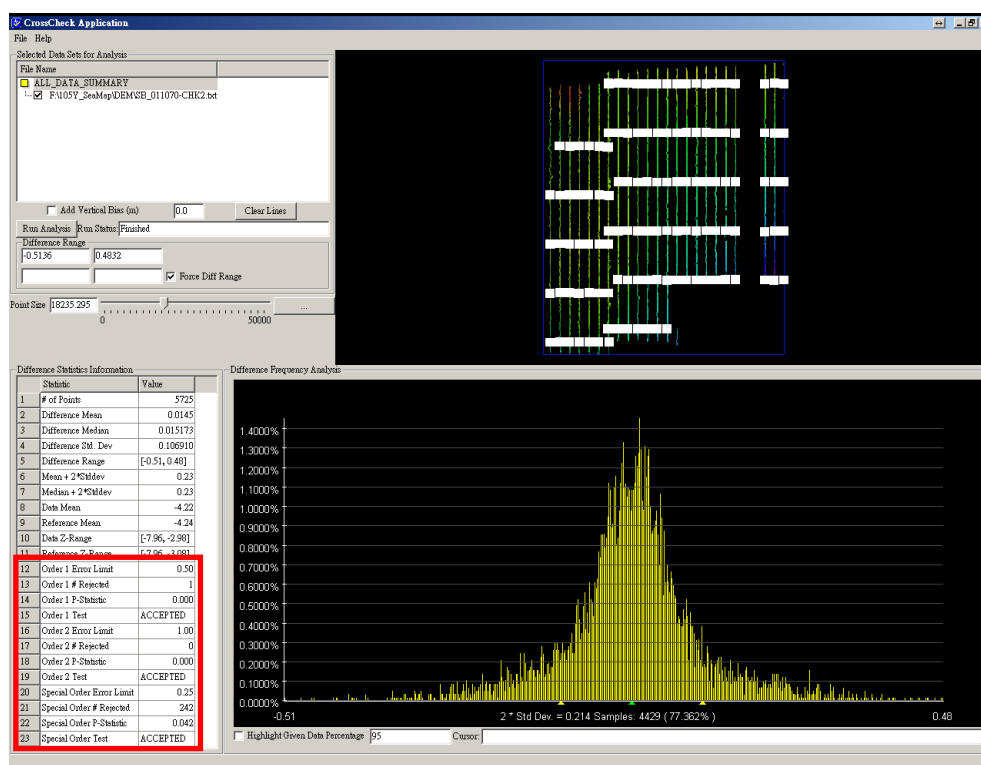 CrossCheck Application
File Help
Selected Data Sets for Analysis
File Name
ALL_DATA_SUMMARY
F:\105Y_SeaMap\DEM\SB_011070-CHK2.txt
Add Vertical Bias (m) 0.0 Clear Lines
Run Analysis Run Status: Finished
Difference Range
-0.5136 0.4832
Force Diff Range
Point Size 18235.295 ...
0 50000
Difference Statistics Information
Statistic Value
1 # of Points 5725
2 Difference Mean 0.0145
3 Difference Median 0.015173
4 Difference Std. Dev 0.106910
5 Difference Range [-0.51, 0.48]
6 Mean + 2*Stddev 0.23
7 Median + 2*Stddev 0.23
8 Data Mean -4.22
9 Reference Mean -4.24
10 Data Z-Range [-7.96, -2.98]
11 Reference Z-Range [-7.96, -3.08]
12 Order 1 Error Limit 0.50
13 Order 1 # Rejected 1
14 Order 1 P-Statistic 0.000
15 Order 1 Test ACCEPTED
16 Order 2 Error Limit 1.00
17 Order 2 # Rejected 0
18 Order 2 P-Statistic 0.000
19 Order 2 Test ACCEPTED
20 Special Order Error Limit 0.25
21 Special Order # Rejected 242
22 Special Order P-Statistic 0.042
23 Special Order Test ACCEPTED
Difference Frequency Analysis
1.4000%
1.3000%
1.2000%
1.1000%
1.0000%
0.9000%
0.8000%
0.7000%
0.6000%
0.5000%
0.4000%
0.3000%
0.2000%
0.1000%
0.0000%
-0.51 2 * Std Dev. = 0.214 Samples: 4429 ( 77.362% ) 0.48
Highlight Given Data Percentage 95 Cursor: